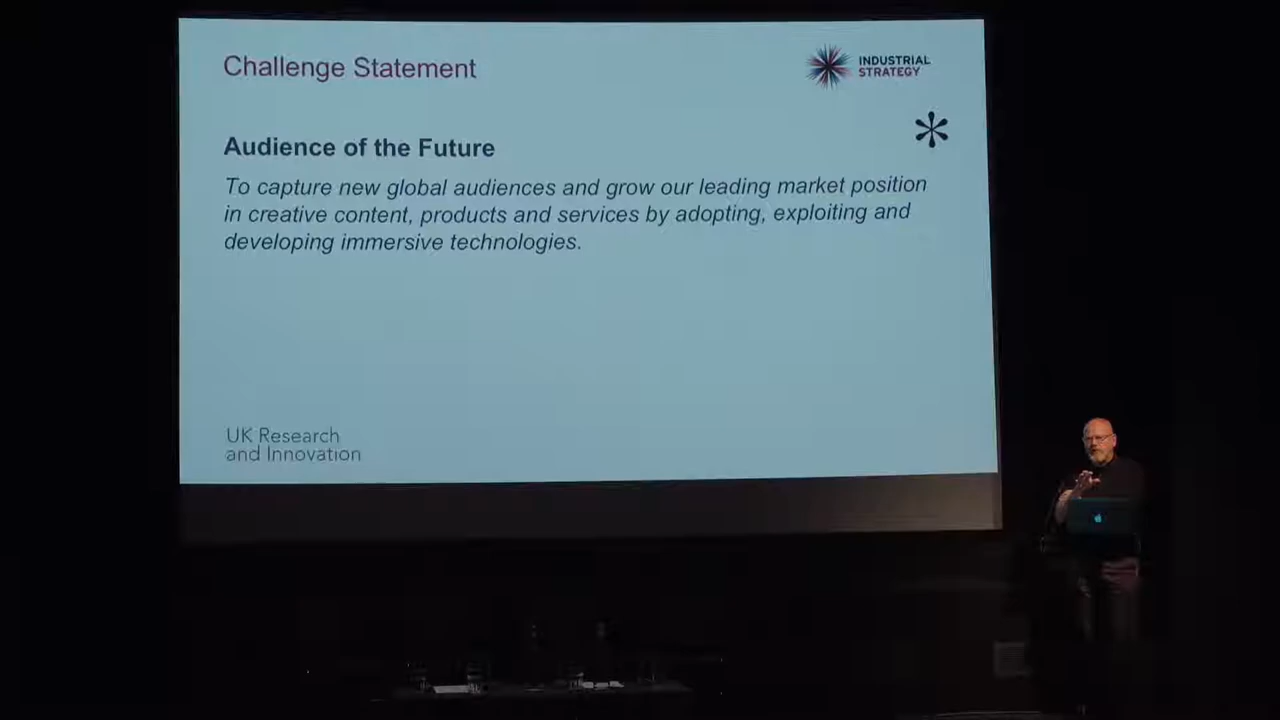 Challenge Statement
INDUSTRIAL
STRATEGY
Audience of the Future
To capture new global audiences and grow our leading market position
in creative content, products and services by adopting, exploiting and
developing immersive technologies.
UK Research
and Innovation